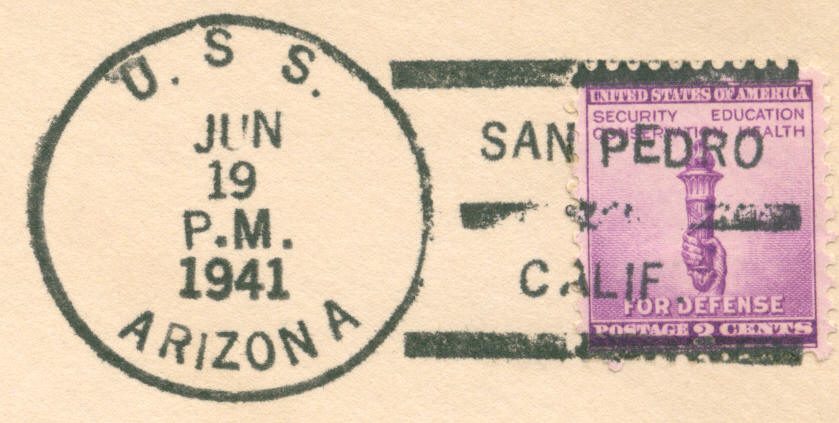 U. S. S.
JUN
19
P.M.
1941
ARIZONA
SAN PEDRO
CALIF.
UNITED STATES OF AMERICA
SECURITY EDUCATION
CONSERVATION HEALTH
FOR DEFENSE
POSTAGE 3 CENTS